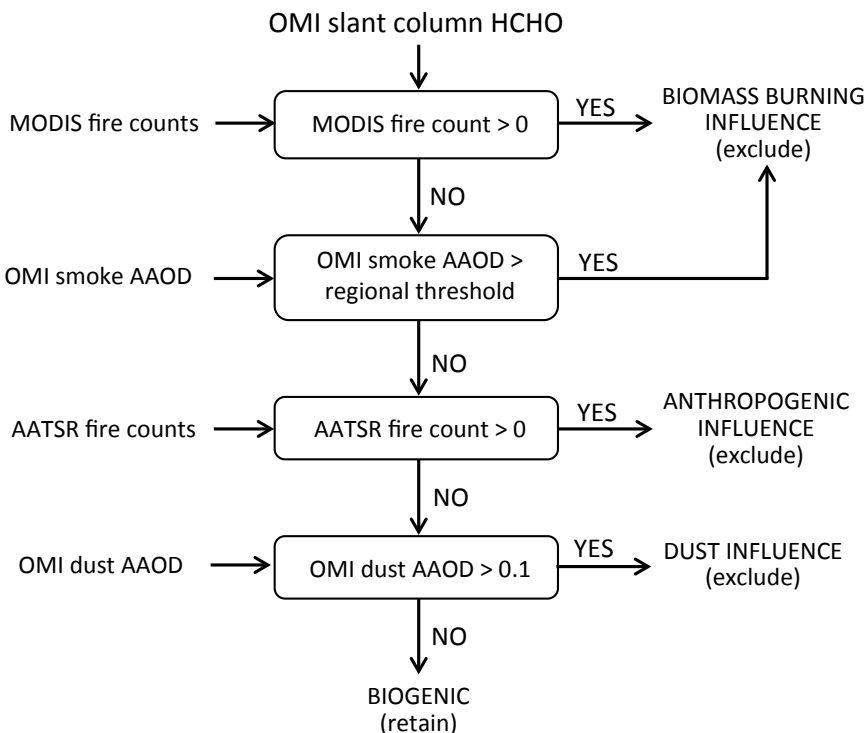 OMI slant column HCHO
MODIS fire counts
MODIS fire count > 0
YES
BIOMASS BURNING
INFLUENCE
(exclude)
NO
OMI smoke AAOD
OMI smoke AAOD >
regional threshold
YES
NO
AATSR fire counts
AATSR fire count > 0
YES
ANTHROPOGENIC
INFLUENCE
(exclude)
NO
OMI dust AAOD
OMI dust AAOD > 0.1
YES
DUST INFLUENCE
(exclude)
NO
BIOGENIC
(retain)